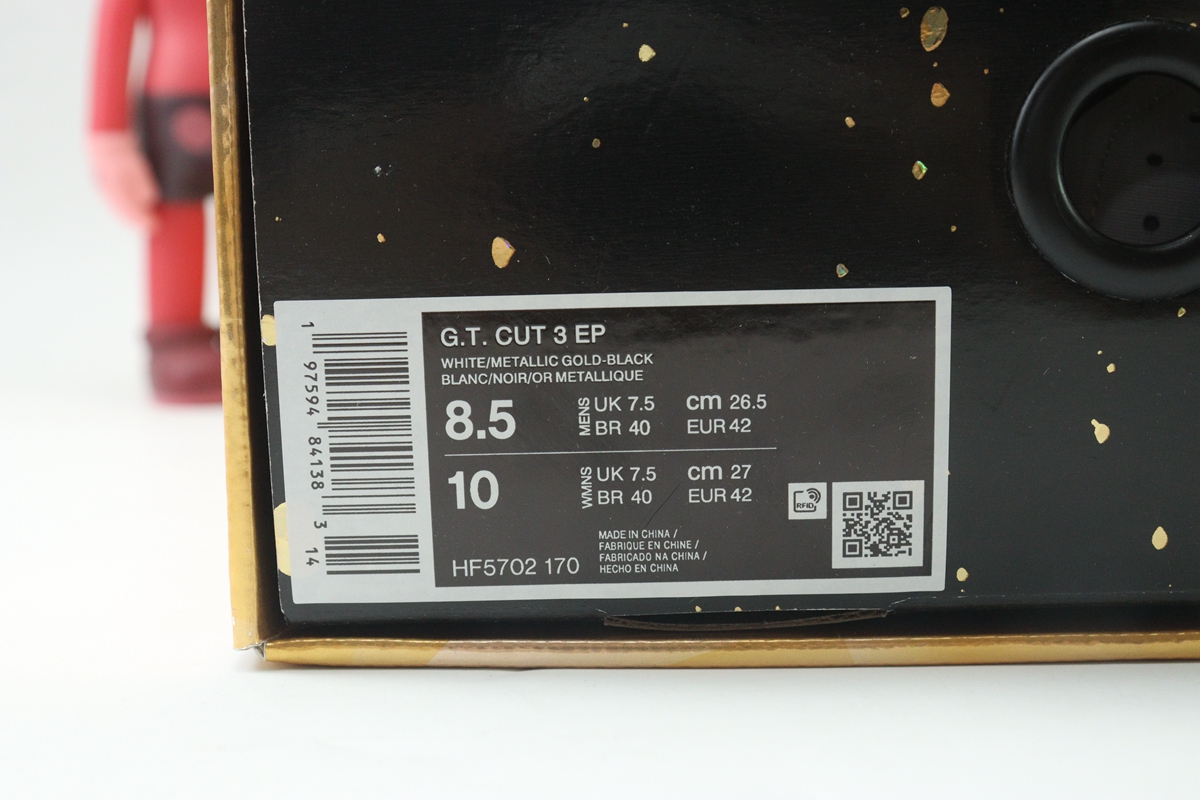 G.T. CUT 3 EP
WHITE/METALLIC GOLD-BLACK
BLANC/NOIR/OR METALLIQUE
8.5 MENS UK 7.5 cm 26.5
BR 40 EUR 42
10 WMNS UK 7.5 cm 27
BR 40 EUR 42
RFID
MADE IN CHINA /
FABRIQUE EN CHINE /
FABRICADO NA CHINA /
HECHO EN CHINA
HF5702 170
1 97594 84138 3 14